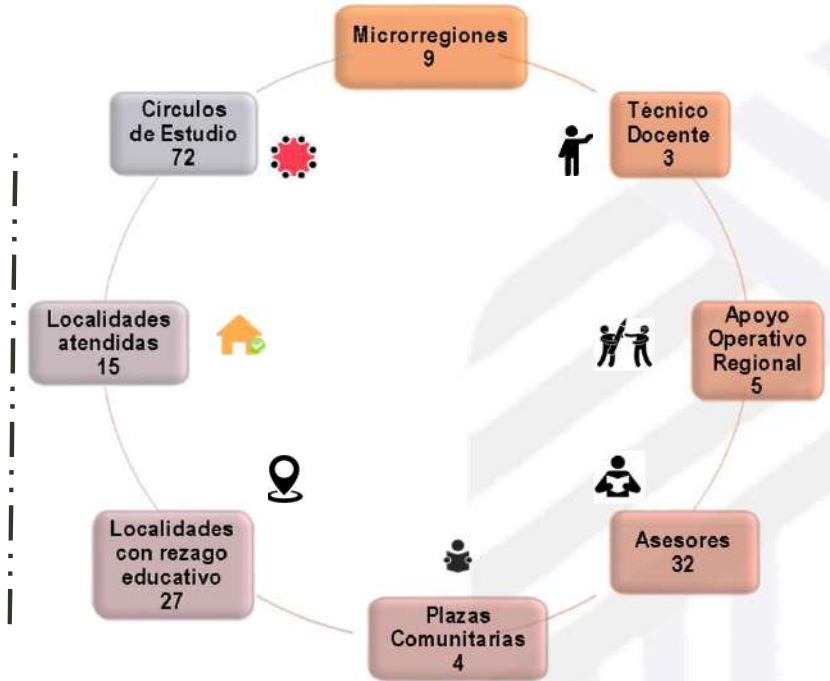 Microrregiones
9
Técnico
Docente
3
Apoyo
Operativo
Regional
5
Asesores
32
Plazas
Comunitarias
4
Localidades
con rezago
educativo
27
Localidades
atendidas
15
Círculos
de Estudio
72